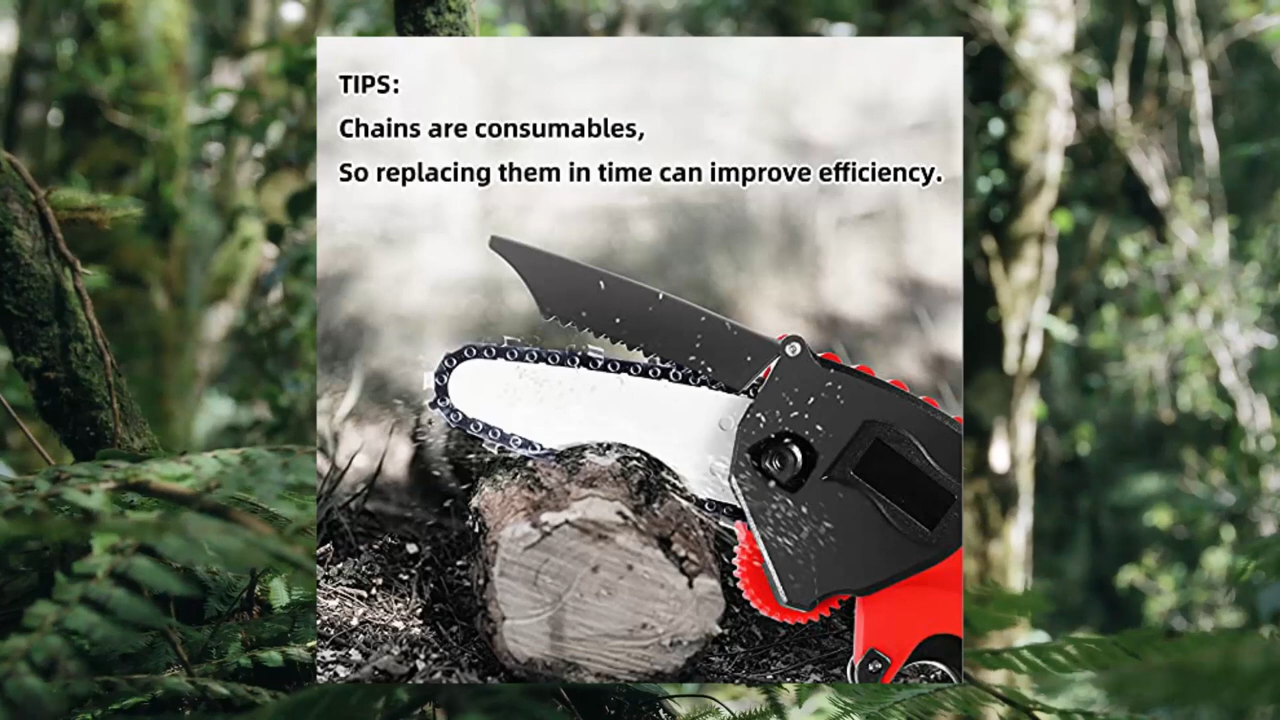 TIPS:
Chains are consumables,
So replacing them in time can improve efficiency.